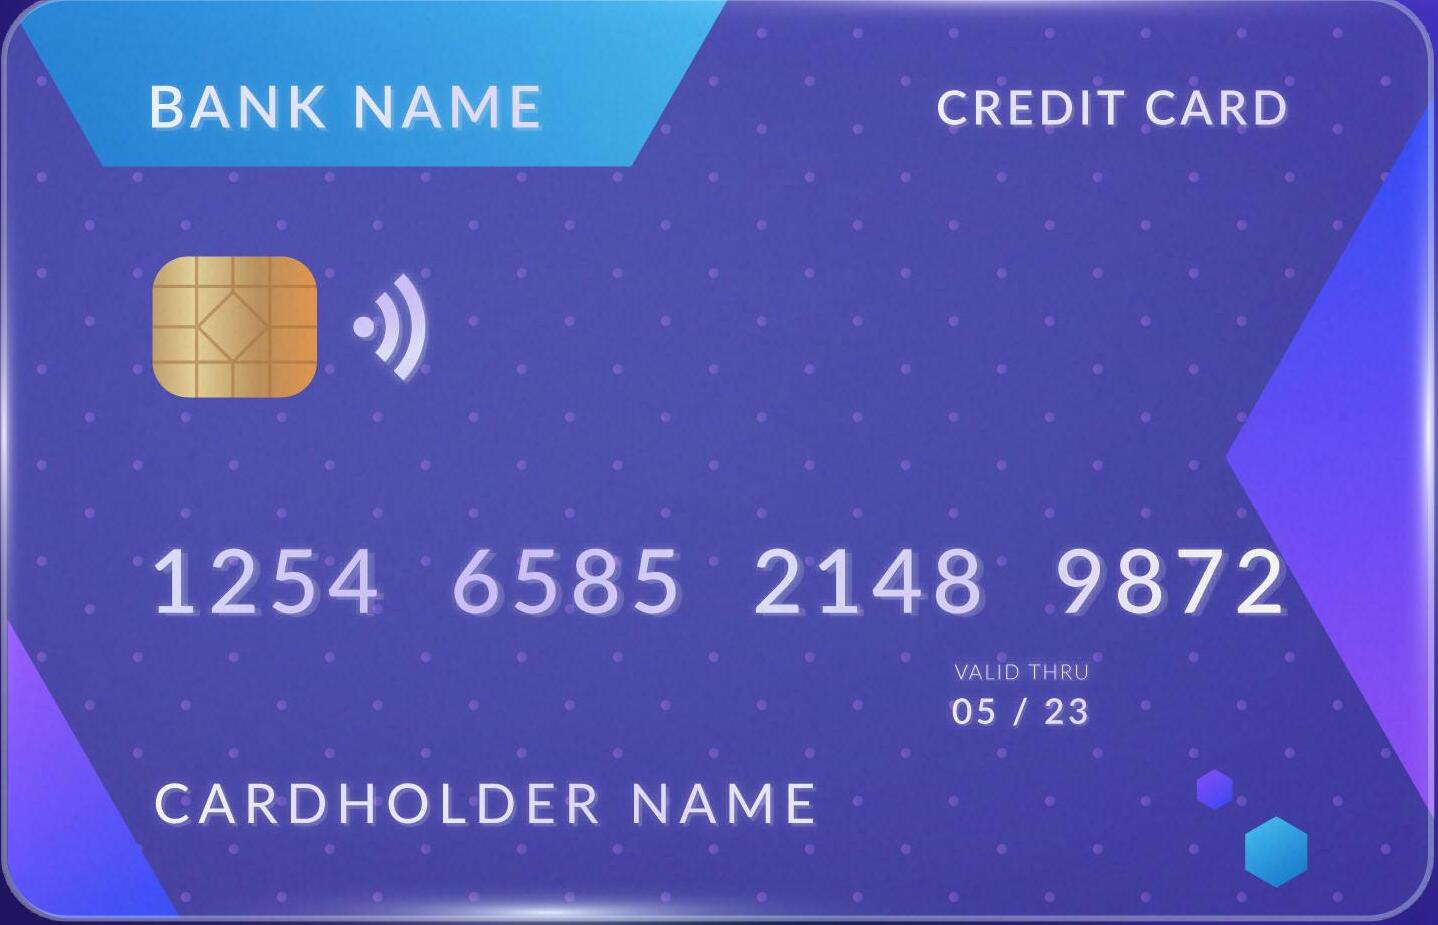 BANK NAME
CREDIT CARD
1254 6585 2148 9872
VALID THRU
05 / 23
CARDHOLDER NAME